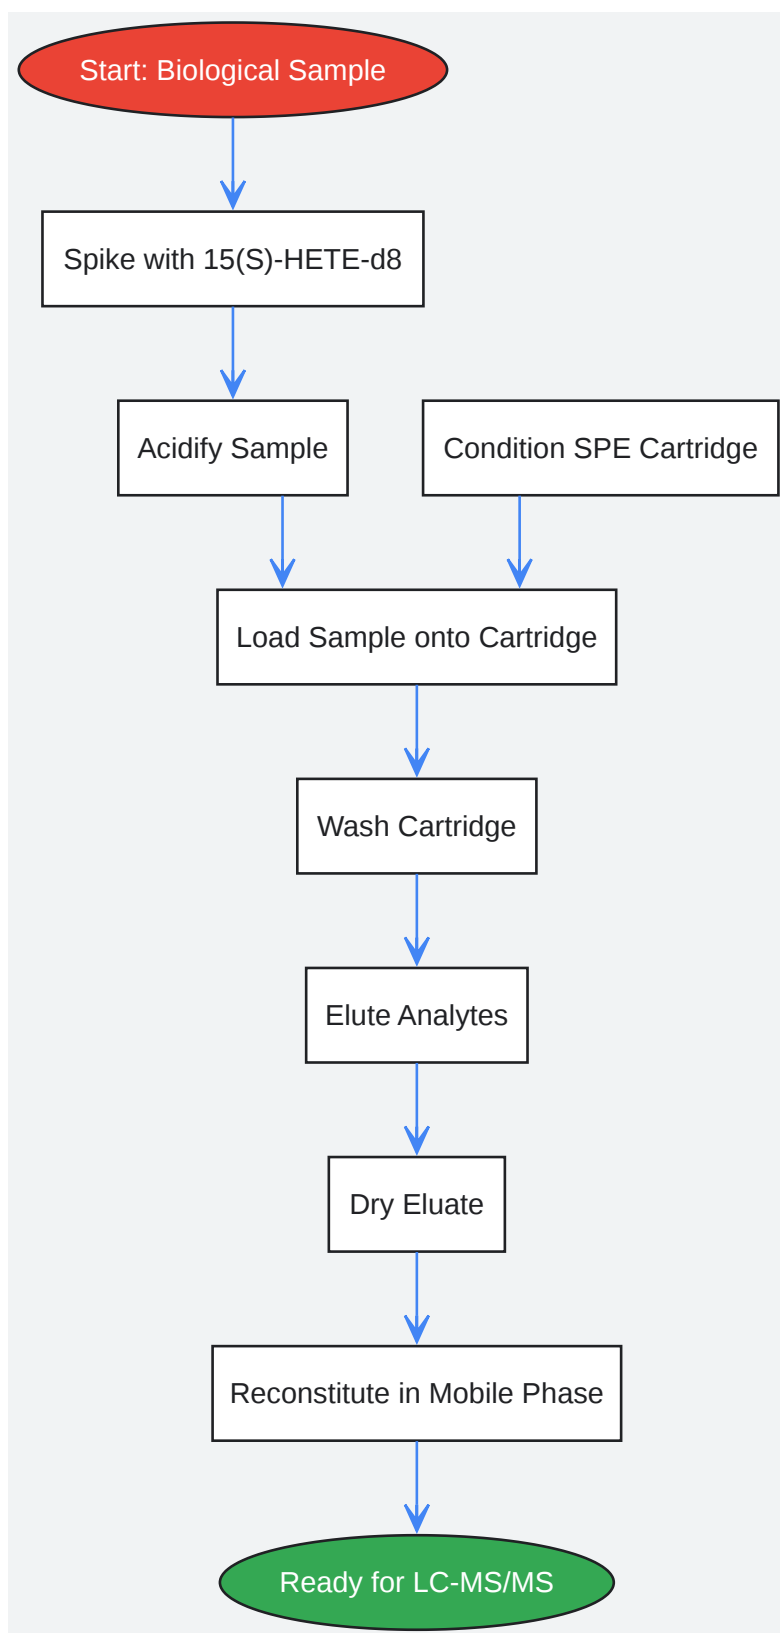 Start: Biological Sample
Spike with 15(S)-HETE-d8
Acidify Sample
Condition SPE Cartridge
Load Sample onto Cartridge
Wash Cartridge
Elute Analytes
Dry Eluate
Reconstitute in Mobile Phase
Ready for LC-MS/MS